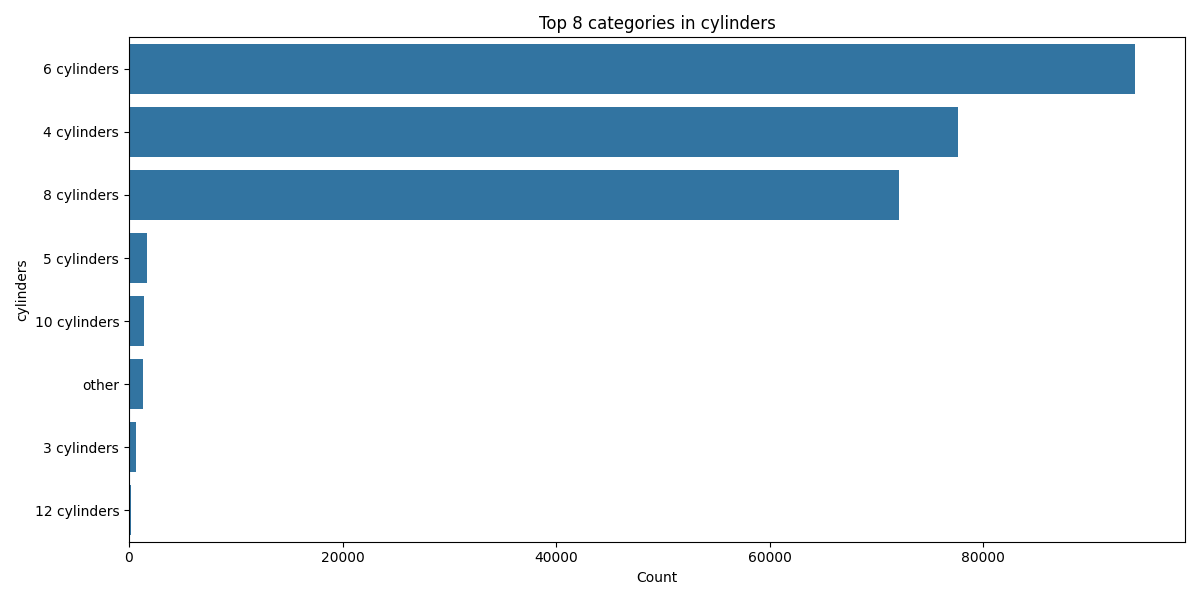 Top 8 categories in cylinders
cylinders
6 cylinders
4 cylinders
8 cylinders
5 cylinders
10 cylinders
other
3 cylinders
12 cylinders
0 20000 40000 60000 80000
Count